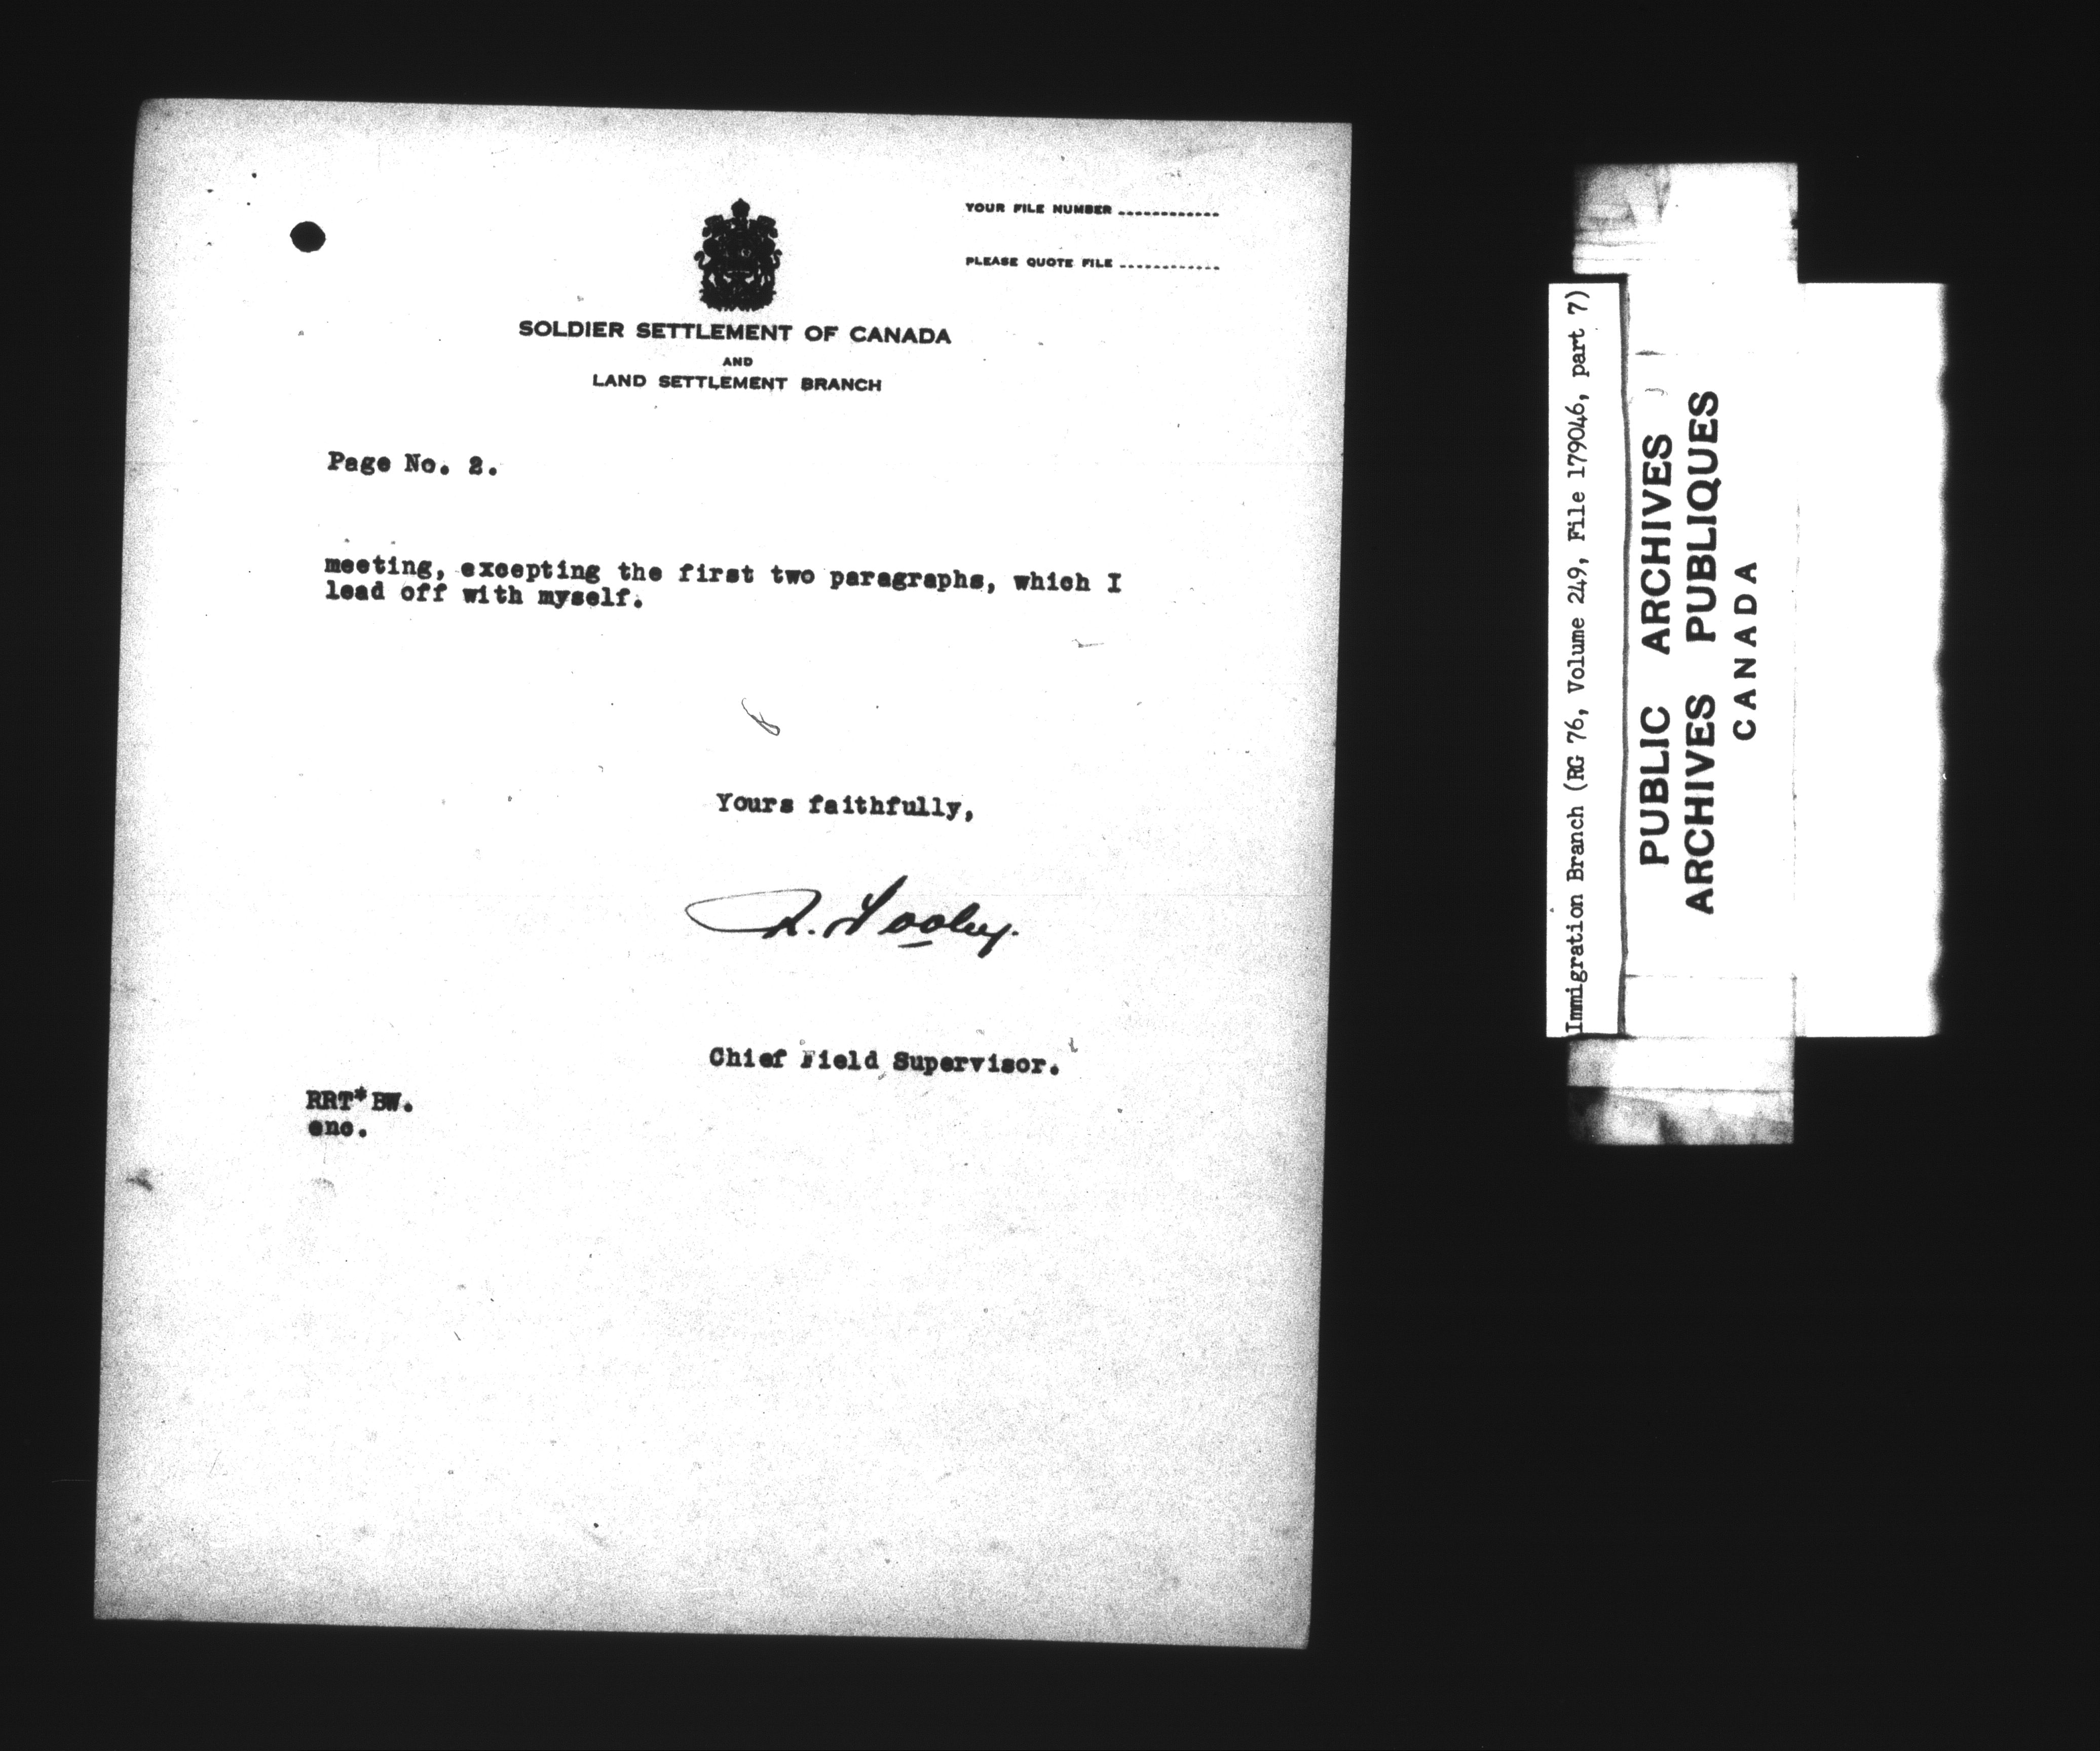 YOUR FILE NUMBER ............
PLEASE QUOTE FILE ............
SOLDIER SETTLEMENT OF CANADA
AND
LAND SETTLEMENT BRANCH
Page No. 2.
meeting, excepting the first two paragraphs, which I
lead off with myself.
Yours faithfully,
Chief Field Supervisor.
RRT*BW.
enc.
Immigration Branch (RG 76, Volume 249, File 179046, part 7)
PUBLIC ARCHIVES
ARCHIVES PUBLIQUES
CANADA